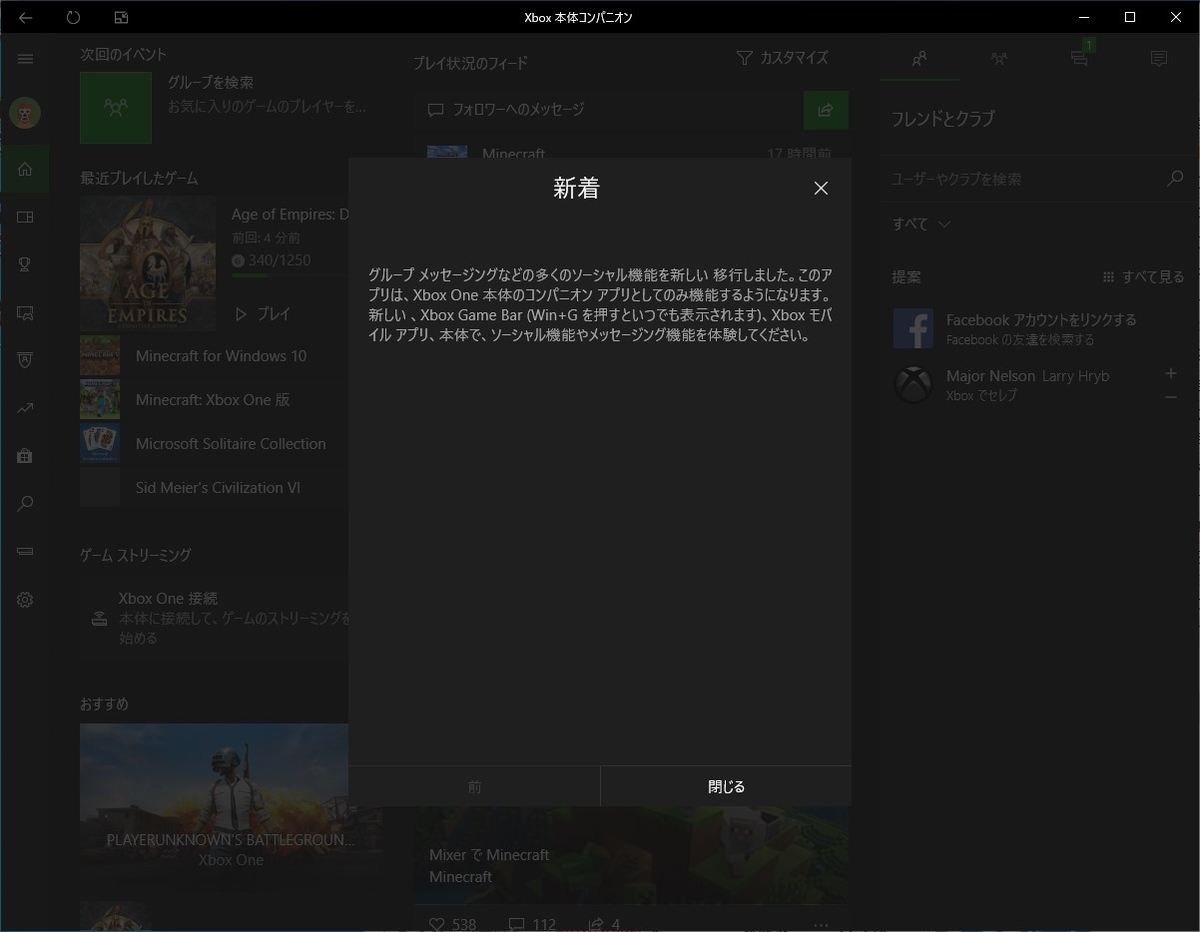 Xbox 本体コンパニオン
次回のイベント
グループを検索
お気に入りのゲームのプレイヤーを...
最近プレイしたゲーム
AGE
OF
EMPIRES
Age of Empires: D
前回: 4 分前
340/1250
プレイ
Minecraft for Windows 10
Minecraft: Xbox One 版
Microsoft Solitaire Collection
Sid Meier's Civilization VI
ゲーム ストリーミング
Xbox One 接続
本体に接続して、ゲームのストリーミングを
始める
おすすめ
PLAYERUNKNOWN'S BATTLEGROUN...
Xbox One
プレイ状況のフィード
カスタマイズ
フォロワーへのメッセージ
Minecraft
17 時間前
新着
グループ メッセージングなどの多くのソーシャル機能を新しい 移行しました。このア
プリは、Xbox One 本体のコンパニオン アプリとしてのみ機能するようになります。
新しい 、Xbox Game Bar (Win+G を押すといつでも表示されます)、Xbox モバ
イル アプリ、本体で、ソーシャル機能やメッセージング機能を体験してください。
前
閉じる
Mixer で Minecraft
Minecraft
538
112
4
1
フレンドとクラブ
ユーザーやクラブを検索
すべて
提案
すべて見る
Facebook アカウントをリンクする
Facebook の友達を検索する
Major Nelson Larry Hryb
Xbox でセレブ